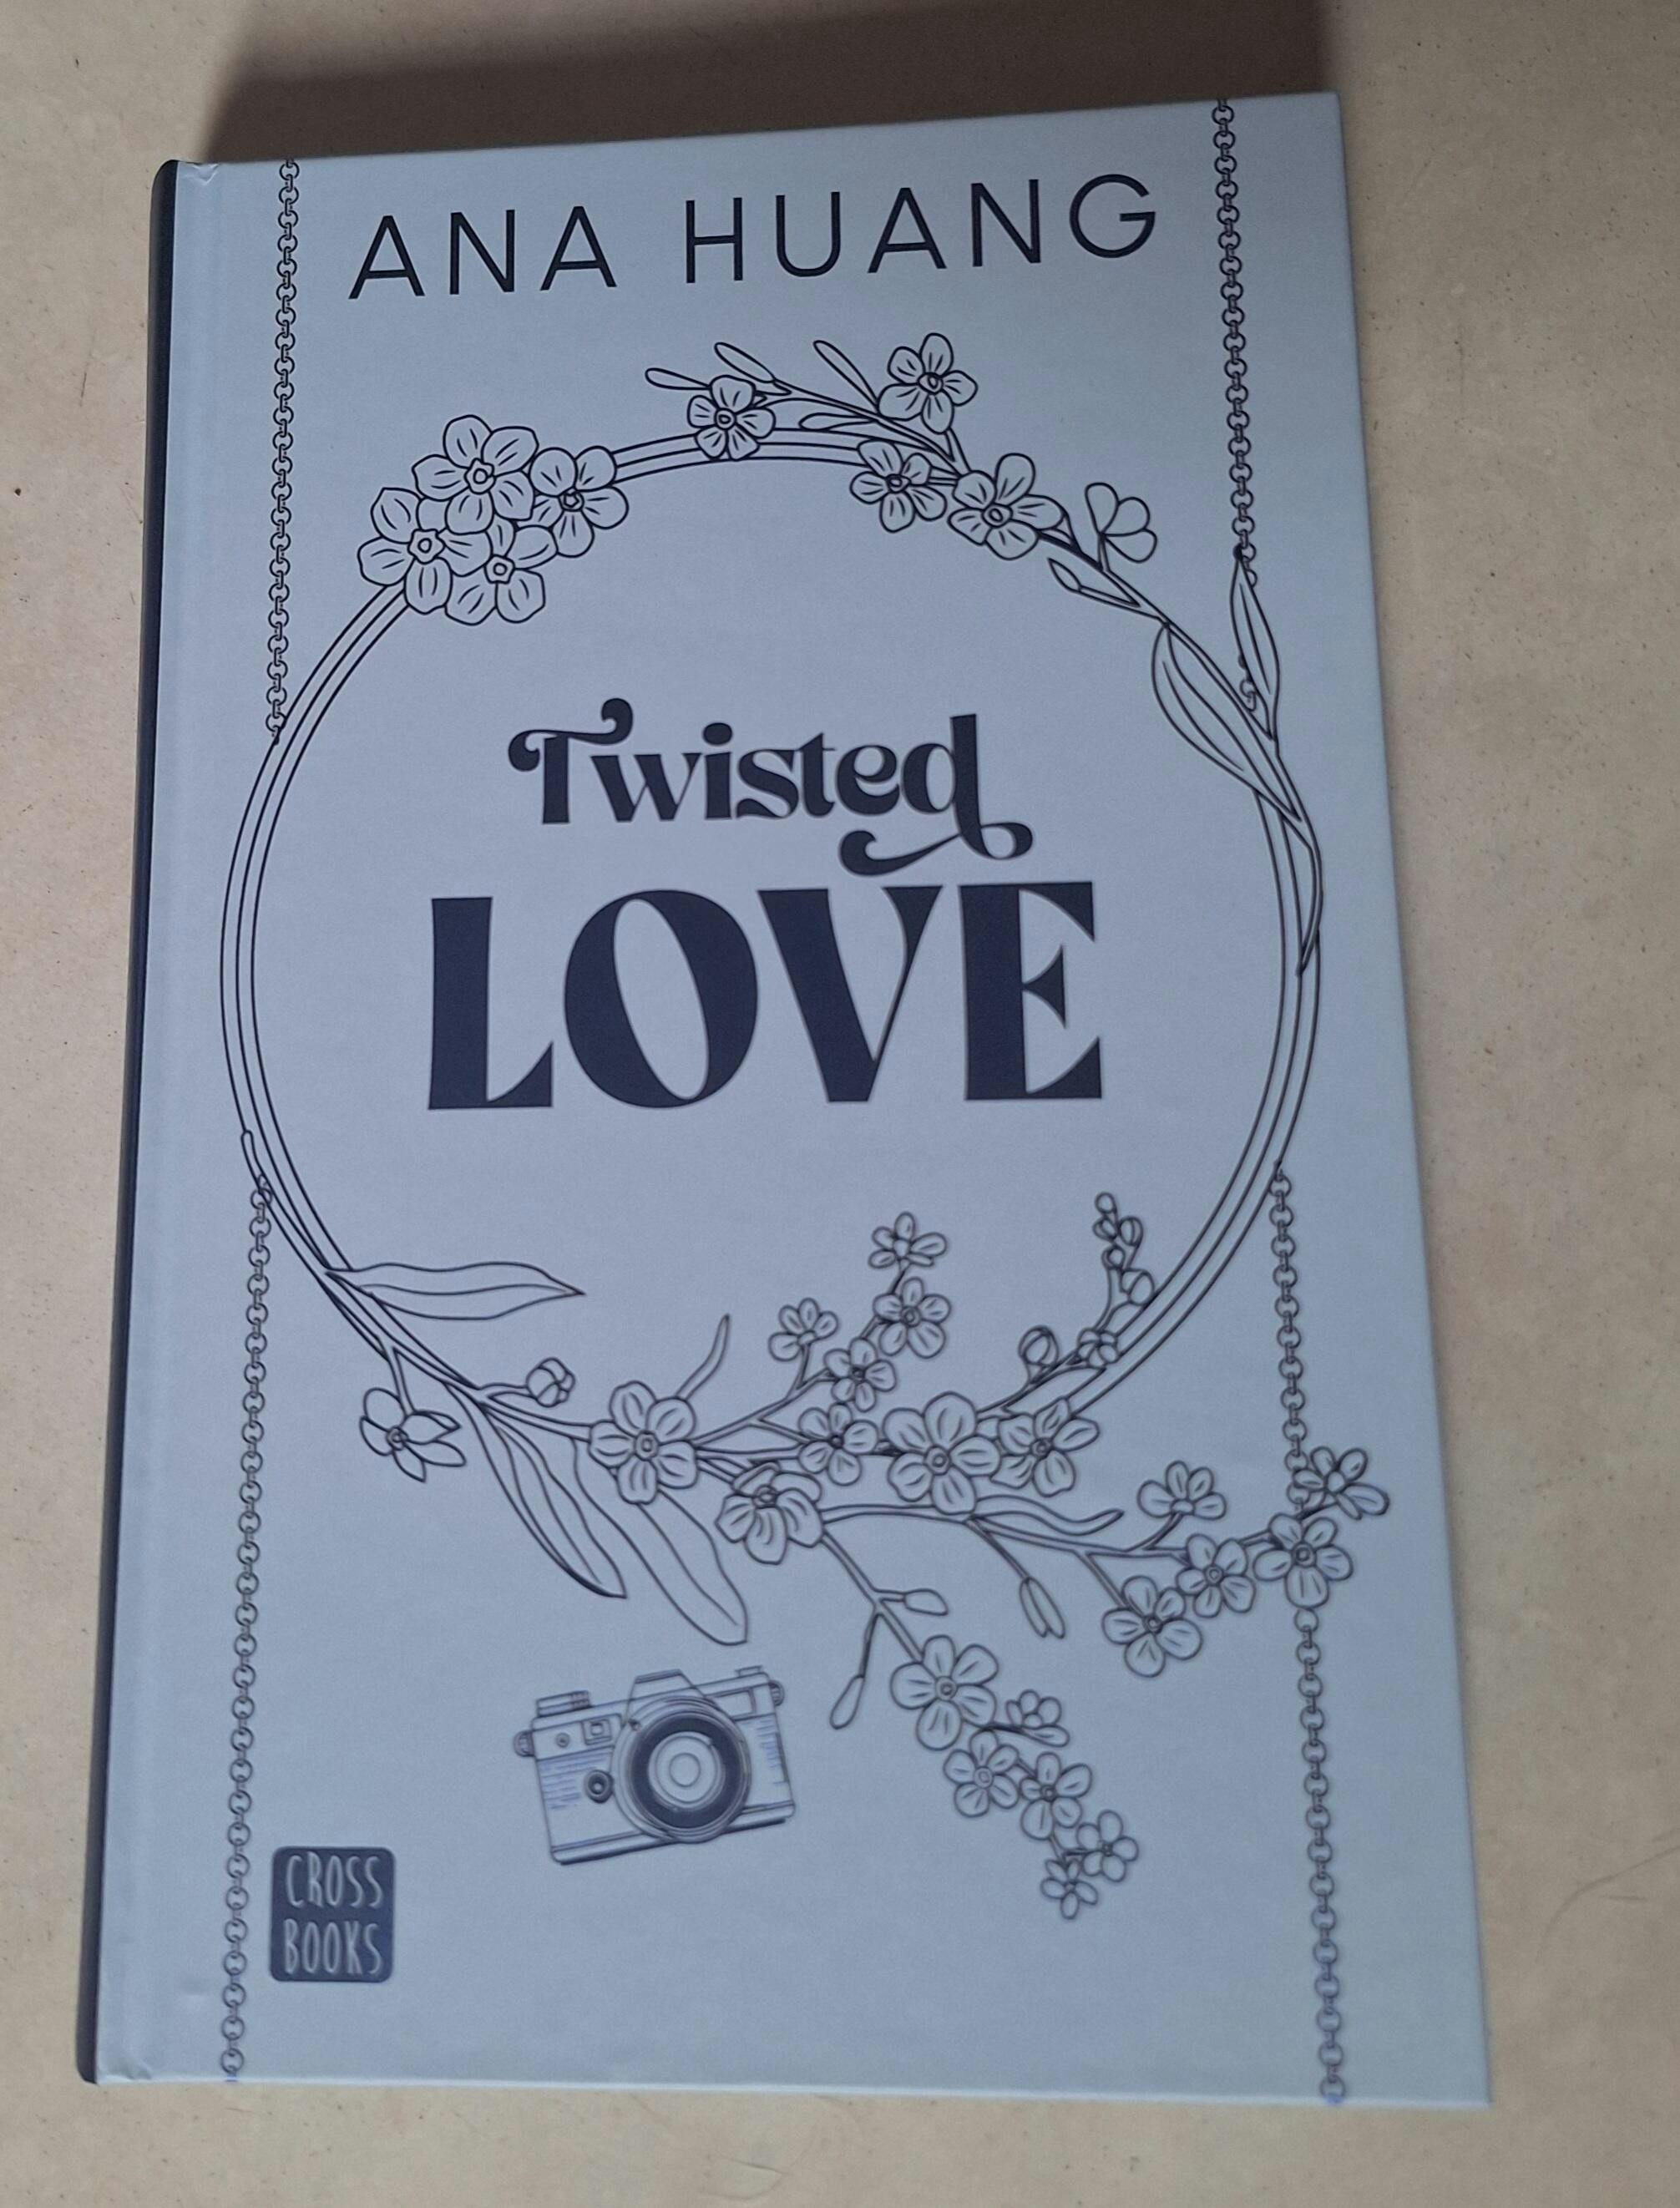 ANA HUANG
Twisted
LOVE
CROSS
BOOKS